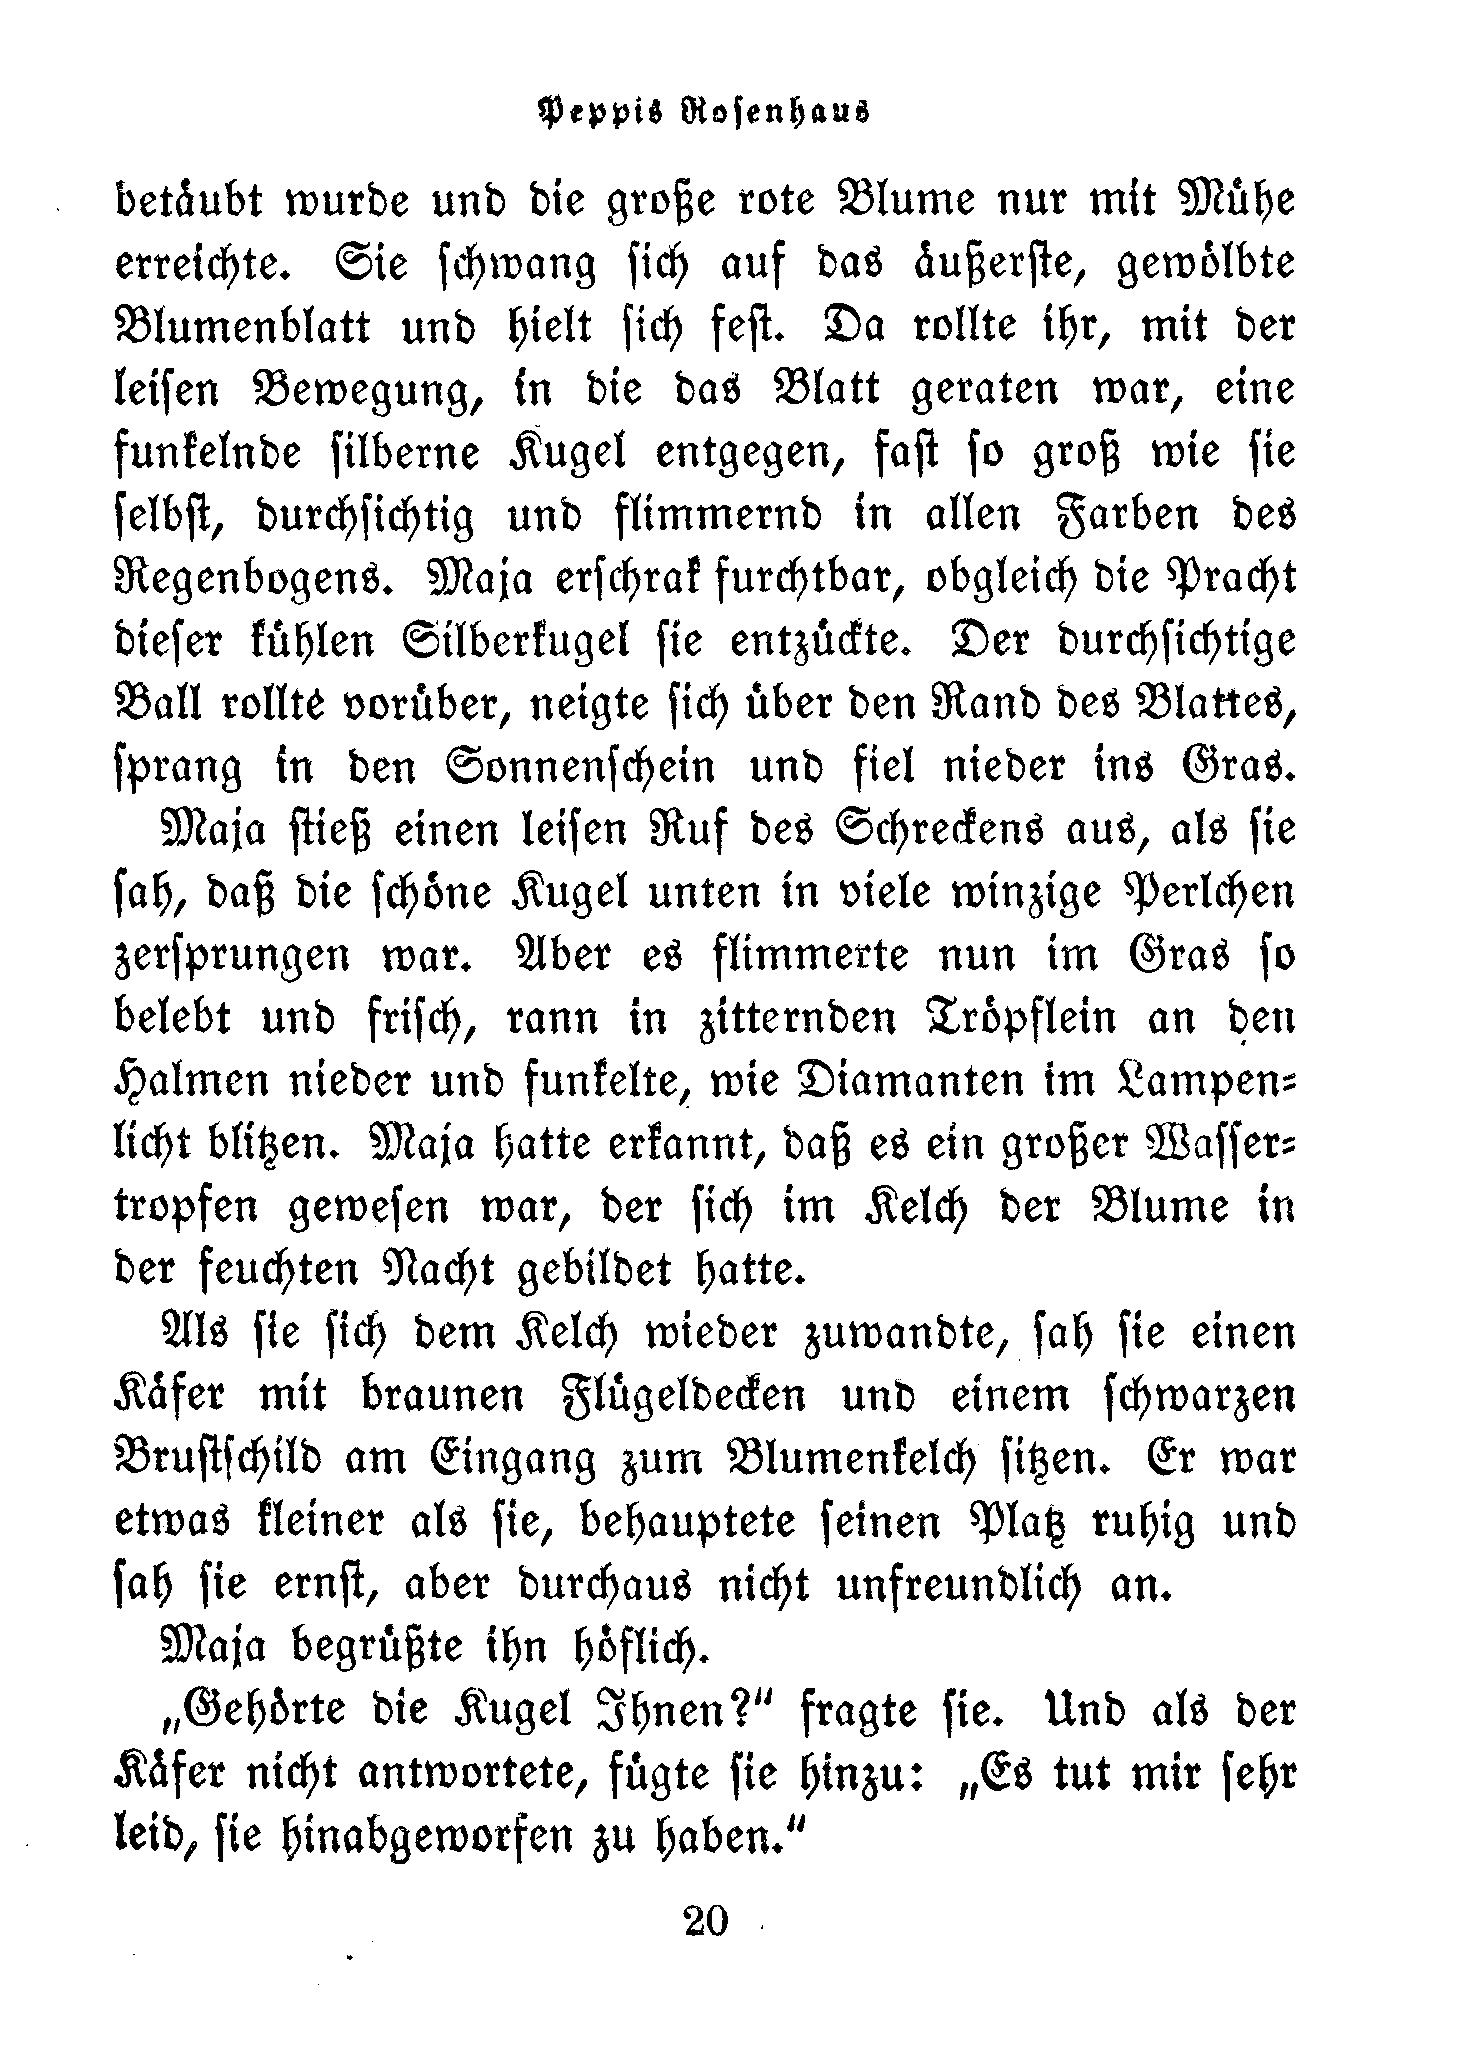 Peppis Rosenhaus
betäubt wurde und die große rote Blume nur mit Mühe
erreichte. Sie schwang sich auf das äußerste, gewölbte
Blumenblatt und hielt sich fest. Da rollte ihr, mit der
leisen Bewegung, in die das Blatt geraten war, eine
funkelnde silberne Kugel entgegen, fast so groß wie sie
selbst, durchsichtig und flimmernd in allen Farben des
Regenbogens. Maja erschrak furchtbar, obgleich die Pracht
dieser kühlen Silberkugel sie entzückte. Der durchsichtige
Ball rollte vorüber, neigte sich über den Rand des Blattes,
sprang in den Sonnenschein und fiel nieder ins Gras.
Maja stieß einen leisen Ruf des Schreckens aus, als sie
sah, daß die schöne Kugel unten in viele winzige Perlchen
zersprungen war. Aber es flimmerte nun im Gras so
belebt und frisch, rann in zitternden Tröpflein an den
Halmen nieder und funkelte, wie Diamanten im Lampen-
licht blitzen. Maja hatte erkannt, daß es ein großer Wasser-
tropfen gewesen war, der sich im Kelch der Blume in
der feuchten Nacht gebildet hatte.
Als sie sich dem Kelch wieder zuwandte, sah sie einen
Käfer mit braunen Flügeldecken und einem schwarzen
Brustschild am Eingang zum Blumenkelch sitzen. Er war
etwas kleiner als sie, behauptete seinen Platz ruhig und
sah sie ernst, aber durchaus nicht unfreundlich an.
Maja begrüßte ihn höflich.
„Gehörte die Kugel Ihnen?“ fragte sie. Und als der
Käfer nicht antwortete, fügte sie hinzu: „Es tut mir sehr
leid, sie hinabgeworfen zu haben.“
20